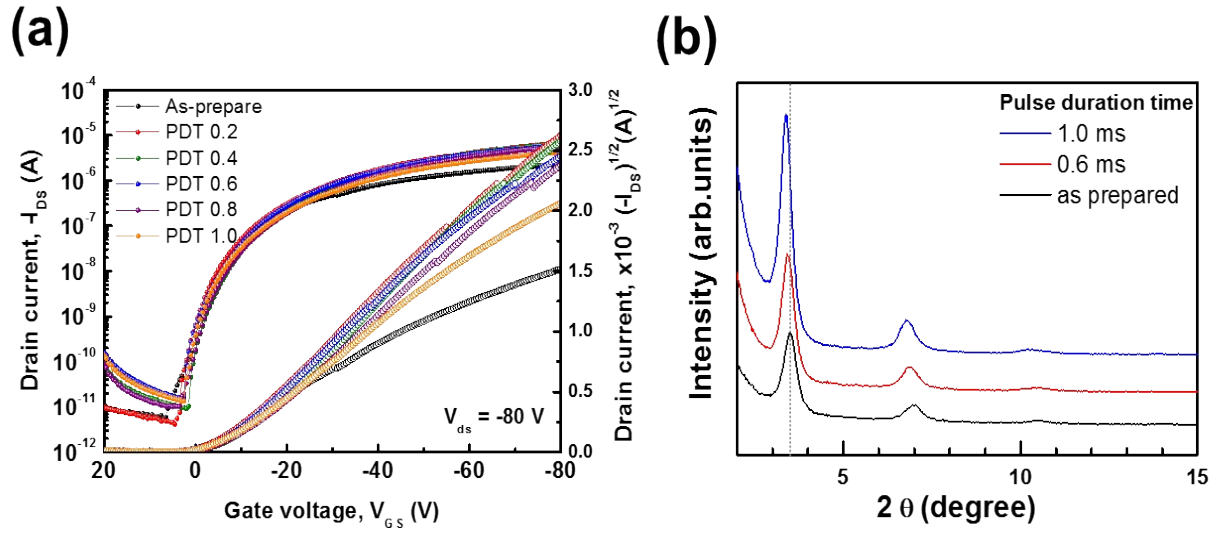 (a)
Drain current, -I_DS (A)
10^-4
10^-5
10^-6
10^-7
10^-8
10^-9
10^-10
10^-11
10^-12
As-prepare
PDT 0.2
PDT 0.4
PDT 0.6
PDT 0.8
PDT 1.0
V_ds = -80 V
3.0
2.5
2.0
1.5
1.0
0.5
0.0
Drain current, x10^-3 (-I_DS)^1/2 (A)^1/2
20 0 -20 -40 -60 -80
Gate voltage, V_GS (V)
(b)
Intensity (arb.units)
Pulse duration time
1.0 ms
0.6 ms
as prepared
5 10 15
2 θ (degree)